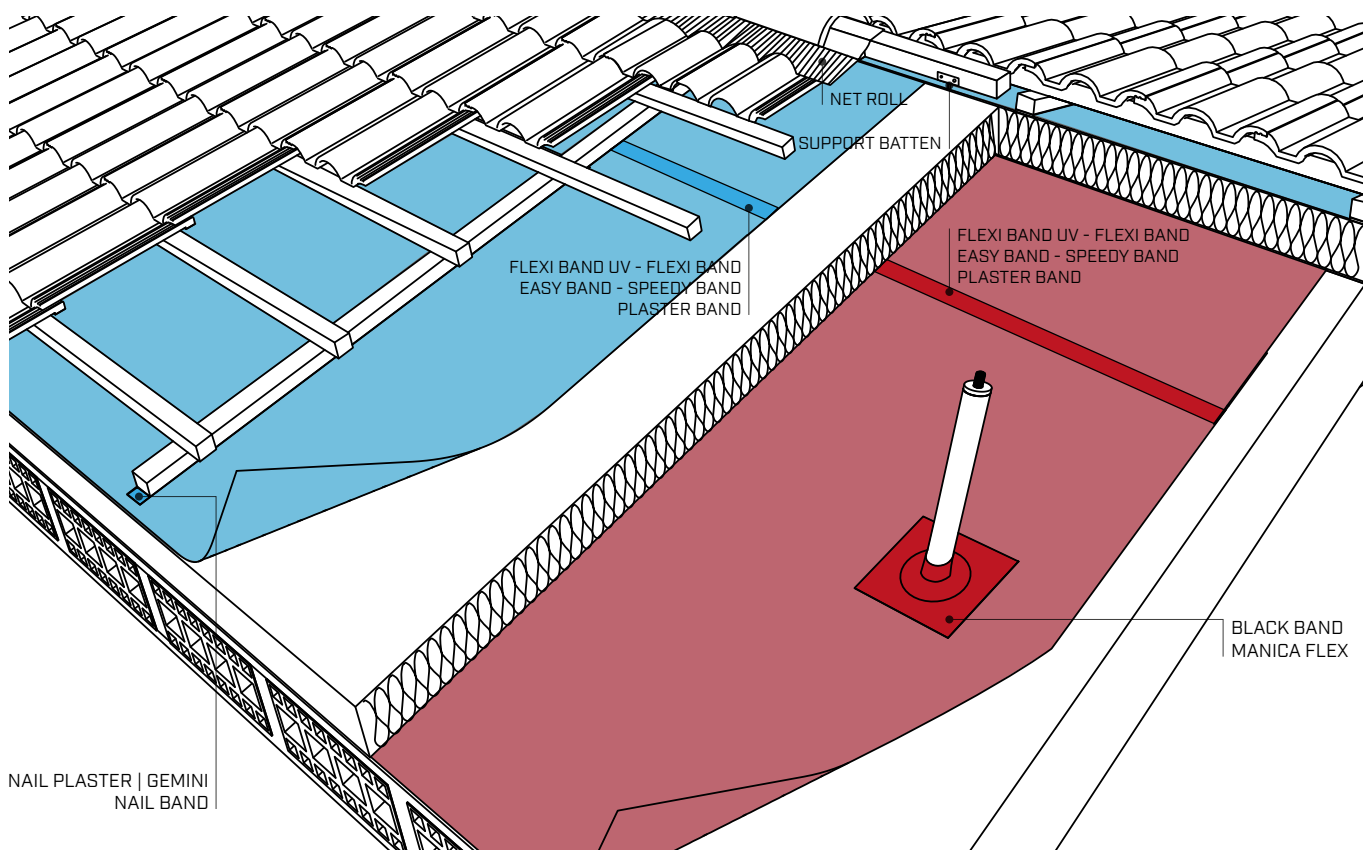 NET ROLL
SUPPORT BATTEN
FLEXI BAND UV - FLEXI BAND
EASY BAND - SPEEDY BAND
PLASTER BAND
FLEXI BAND UV - FLEXI BAND
EASY BAND - SPEEDY BAND
PLASTER BAND
BLACK BAND
MANICA FLEX
NAIL PLASTER | GEMINI
NAIL BAND